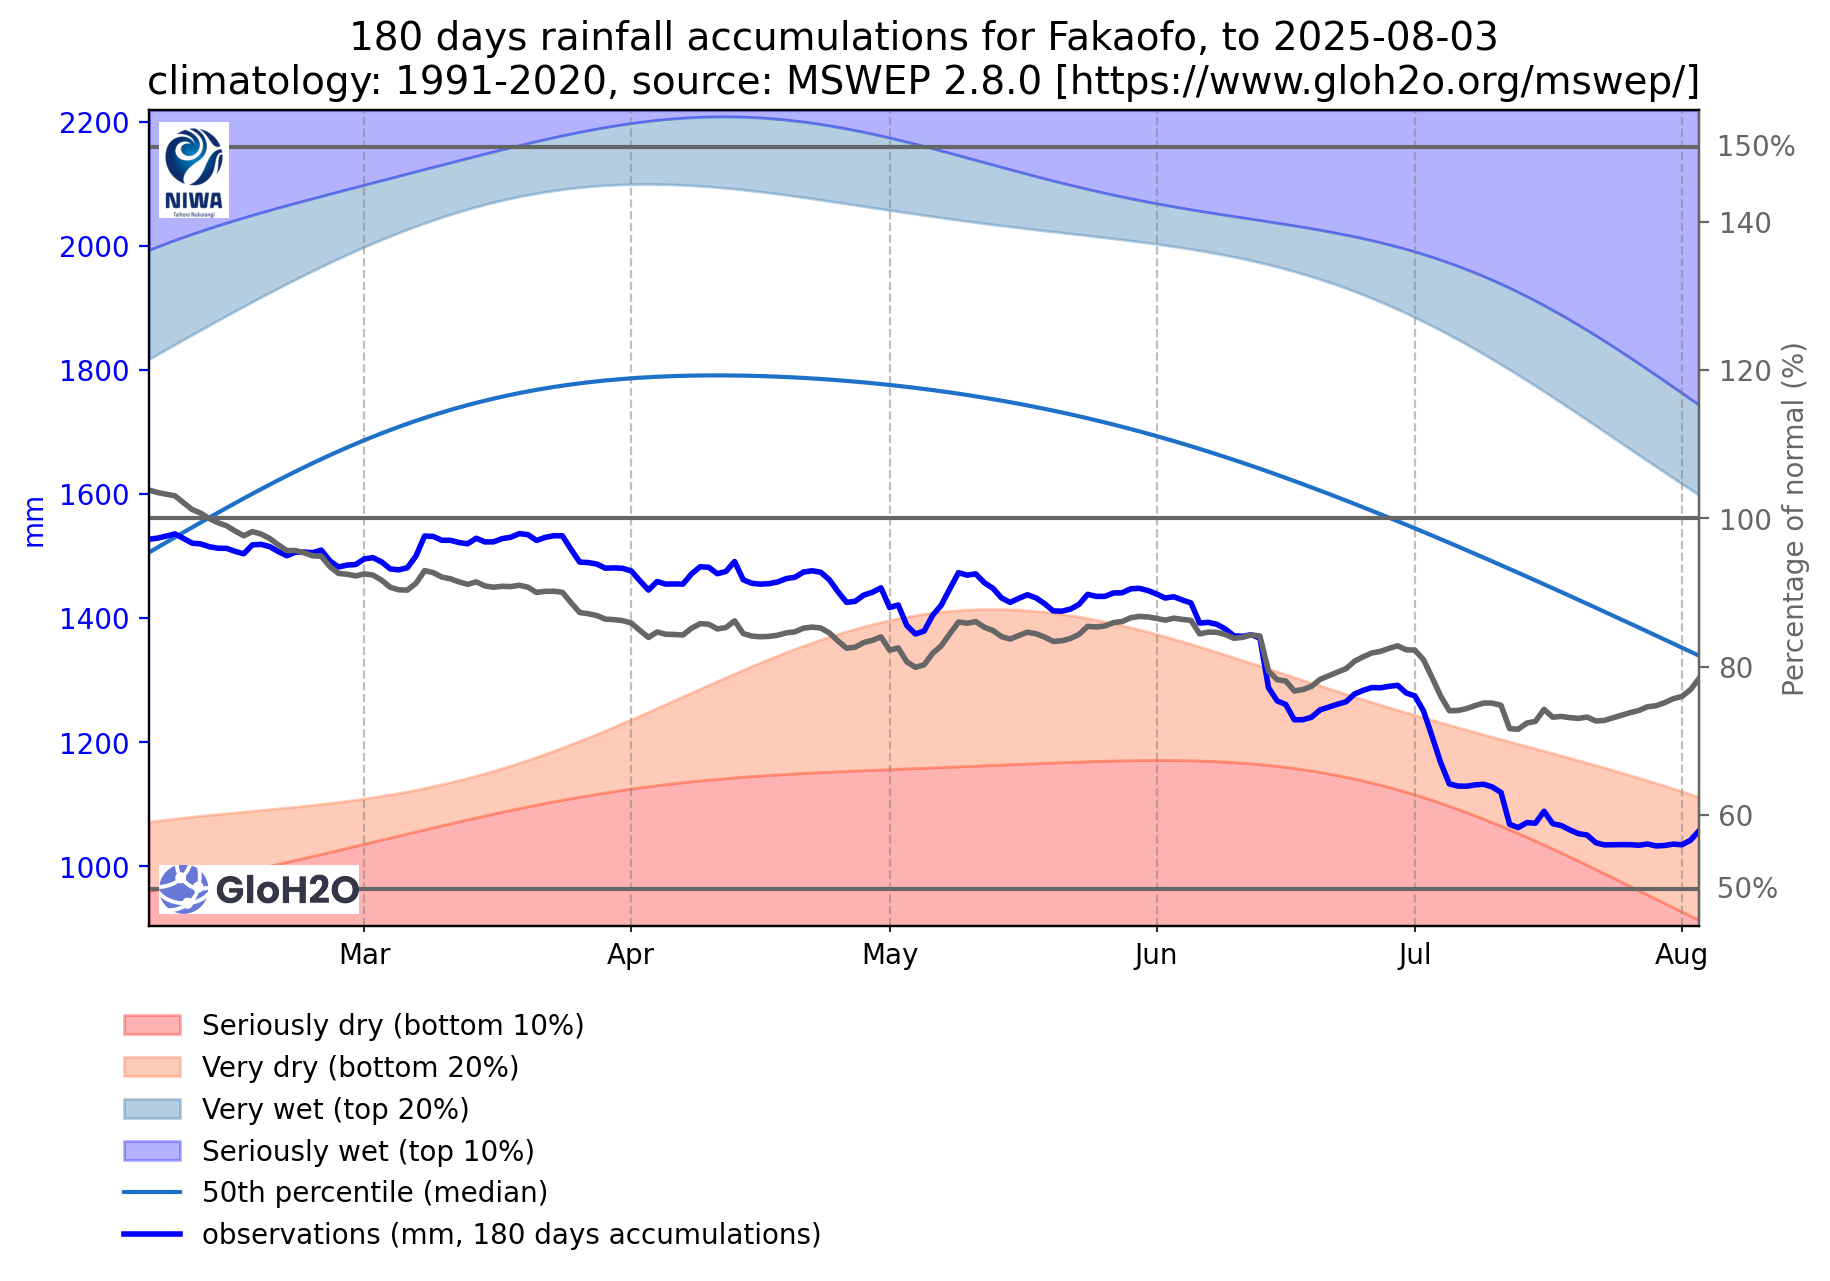 180 days rainfall accumulations for Fakaofo, to 2025-08-03
climatology: 1991-2020, source: MSWEP 2.8.0 [https://www.gloh2o.org/mswep/]
2200
2000
1800
1600
1400
1200
1000
mm
NIWA
Taihoro Nukurangi
GloH2O
150%
140
120
100
80
60
50%
Percentage of normal (%)
Mar
Apr
May
Jun
Jul
Aug
Seriously dry (bottom 10%)
Very dry (bottom 20%)
Very wet (top 20%)
Seriously wet (top 10%)
50th percentile (median)
observations (mm, 180 days accumulations)